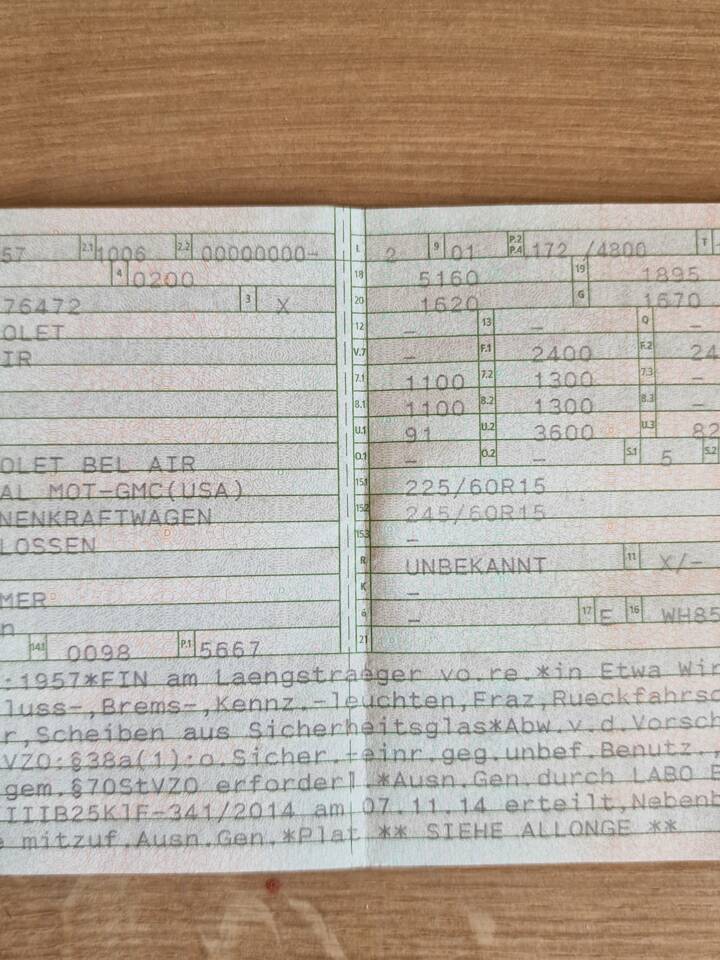 57 2.1 1006 2.2 00000000- L 2 9 01 P.2 P.4 172 /4800 T
4 0200 18 5160 19 1895
76472 3 X 20 1620 G 1570
OLET 12 - 13 - Q -
IR V.7 - F.1 2400 F.2 24
7.1 1100 7.2 1300 7.3 -
8.1 1100 8.2 1300 8.3 -
U.1 91 U.2 3600 U.3 82
OLET BEL AIR O.1 - O.2 - S.1 5 S.2
AL MOT-GMC(USA) 15.1 225/60R15
NENKRAFTWAGEN 15.2 245/60R15
LOSSEN 15.3 -
R UNBEKANNT 11 X/-
MER K -
n 6 - 17 E 16 WH85
14.1 0098 P.1 5667 21
:1957*FIN am Laengstraeger vo.re.*in Etwa Wir
luss-,Brems-,Kennz.-leuchten,Fraz,Rueckfahrsc
r,Scheiben aus Sicherheitsglas*Abw.v.d.Vorsch
VZO:§38a(1):o.Sicher.-einr.geg.unbef.Benutz.,
gem.§70StVZO erforderl.*Ausn.Gen.durch LABO B
IIIB25KlF-341/2014 am 07.11.14 erteilt,Nebenb
e mitzuf.Ausn.Gen.*Plat ** SIEHE ALLONGE **